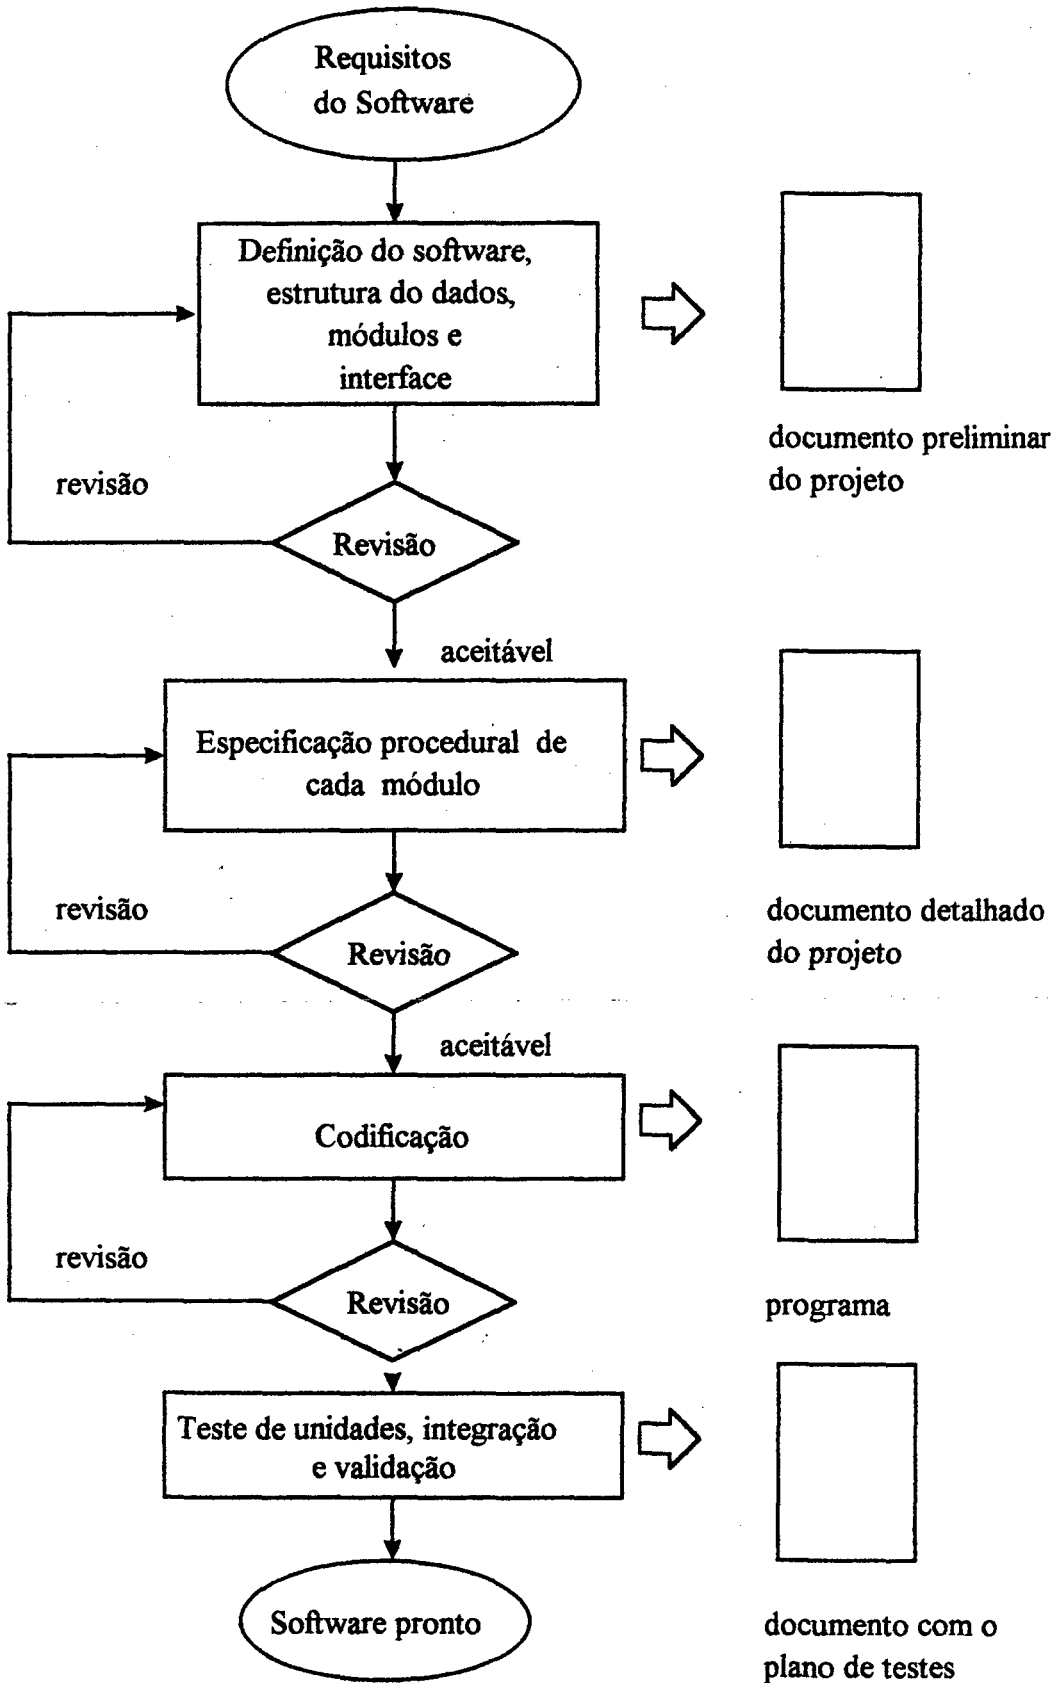 Requisitos
do Software
Definição do software,
estrutura do dados,
módulos e
interface
documento preliminar
do projeto
revisão
Revisão
aceitável
Especificação procedural de
cada módulo
revisão
documento detalhado
do projeto
Revisão
aceitável
Codificação
revisão
Revisão
programa
Teste de unidades, integração
e validação
Software pronto
documento com o
plano de testes